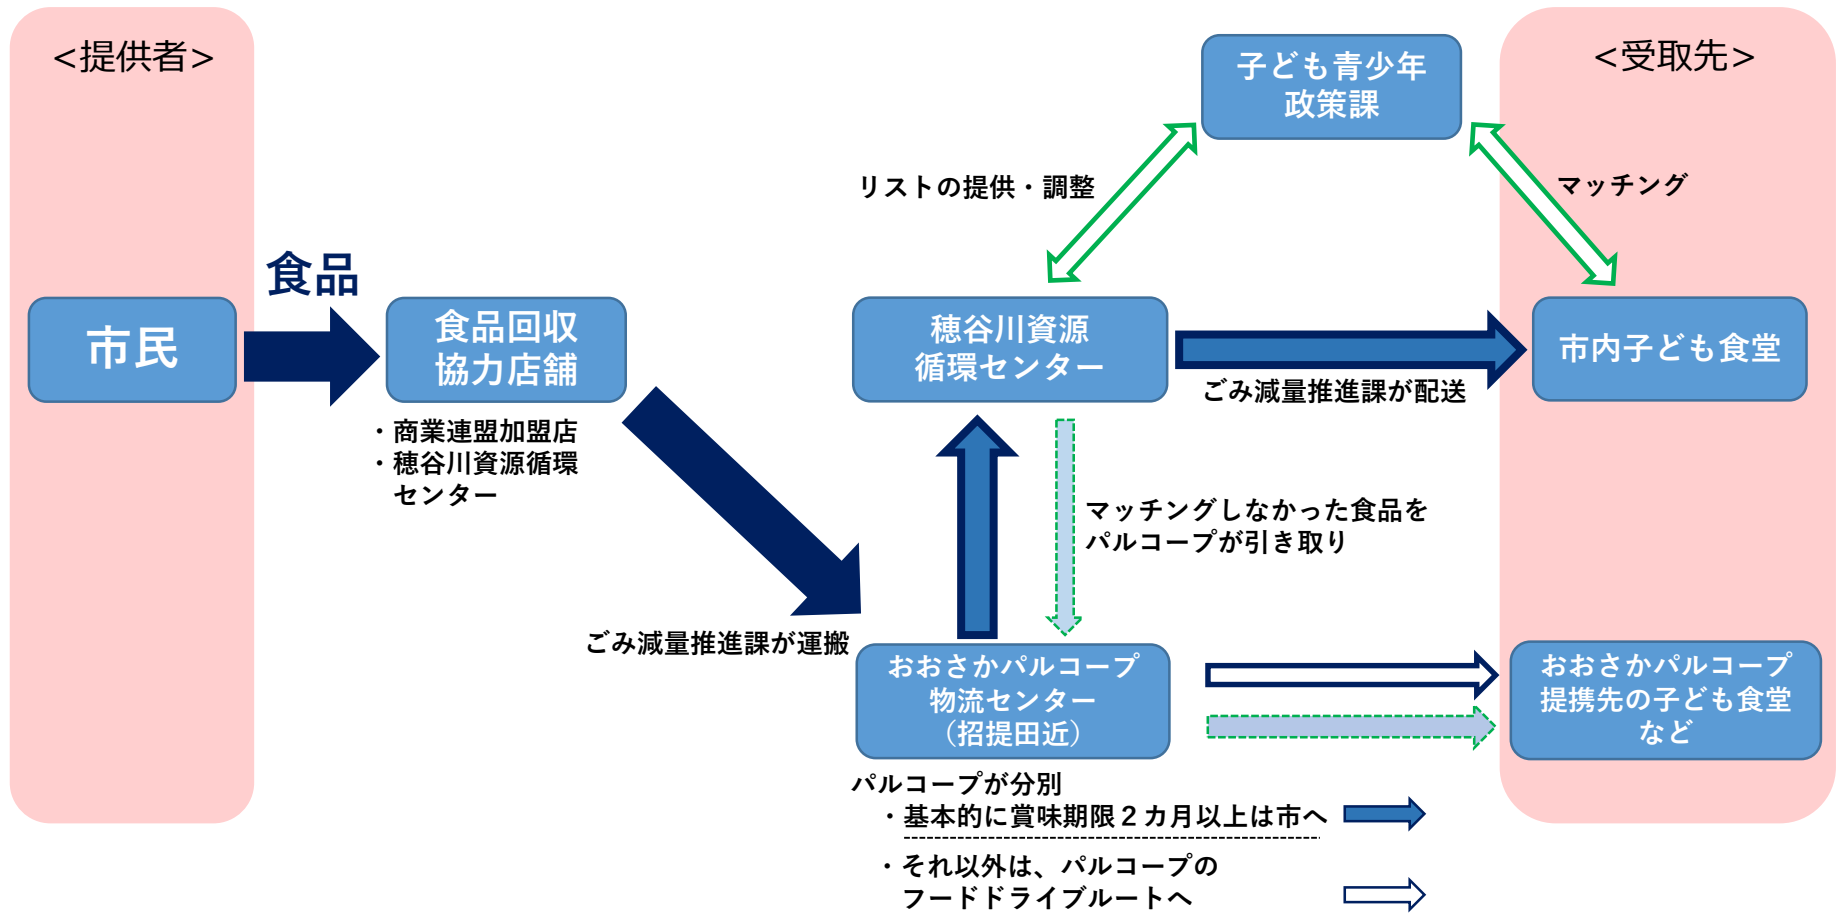 <提供者>
<受取先>
子ども青少年
政策課
リストの提供・調整
マッチング
食品
市民
食品回収
協力店舗
・商業連盟加盟店
・穂谷川資源循環
センター
穂谷川資源
循環センター
ごみ減量推進課が配送
市内子ども食堂
マッチングしなかった食品を
パルコープが引き取り
ごみ減量推進課が運搬
おおさかパルコープ
物流センター
（招提田近）
おおさかパルコープ
提携先の子ども食堂
など
パルコープが分別
・基本的に賞味期限２カ月以上は市へ
・それ以外は、パルコープの
フードドライブルートへ